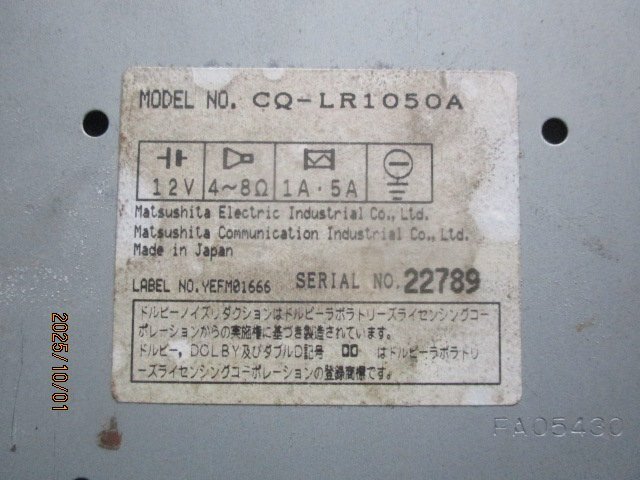 MODEL NO. CQ-LR1050A
12V 4~8Ω 1A・5A
Matsushita Electric Industrial Co., Ltd.
Matsushita Communication Industrial Co., Ltd.
Made in Japan
LABEL NO. YEFM01666 SERIAL NO. 22789
ドルビーノイズリダクションはドルビーラボラトリーズライセンシングコー
ポレーションからの実施権に基づき製造されています。
ドルビー, DOLBY及びダブルD記号 はドルビーラボラトリ
ーズライセンシングコーポレーションの登録商標です。
PA05430
2025/10/01